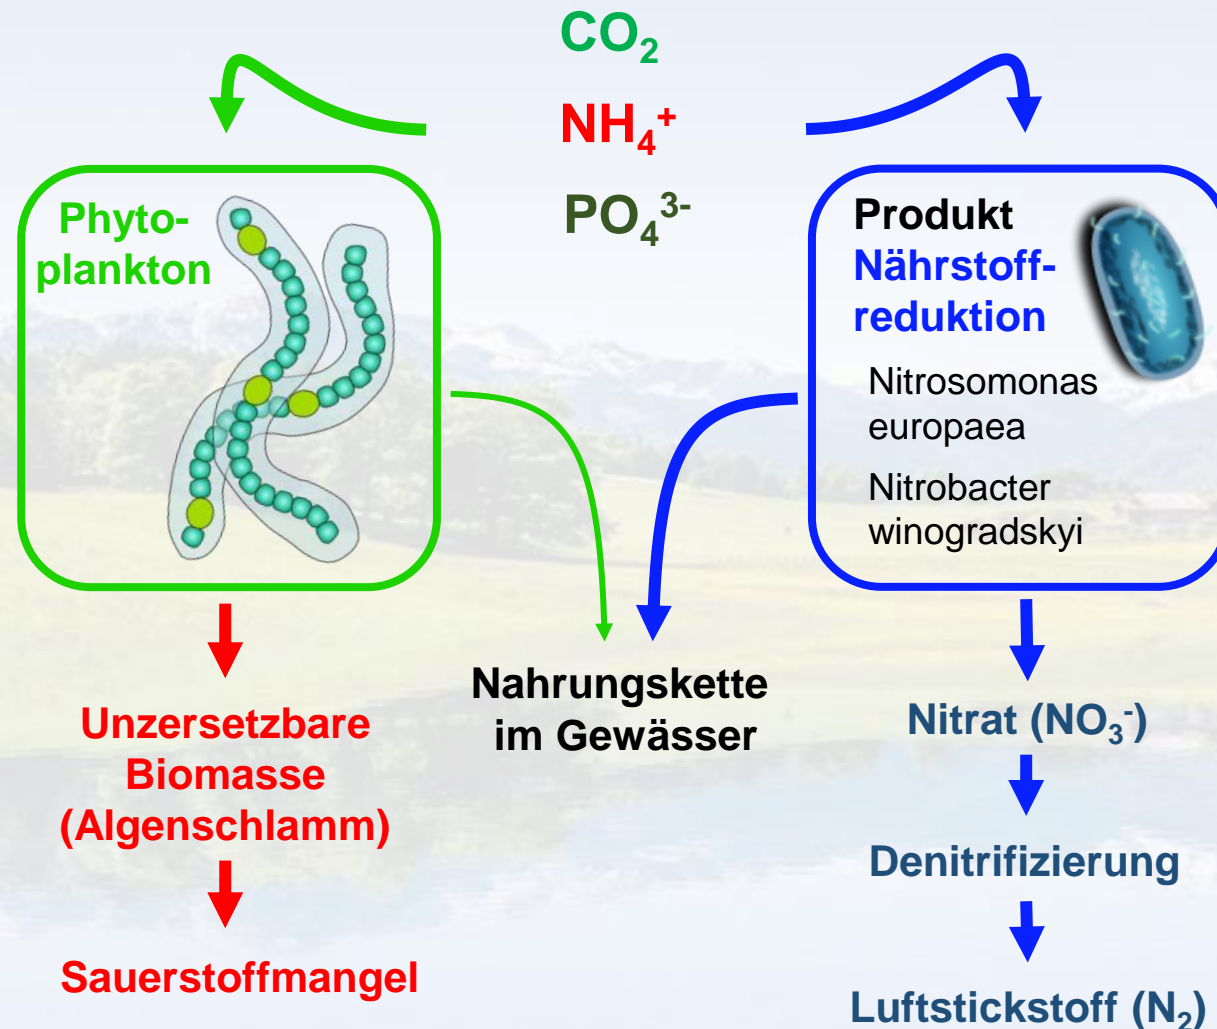 CO₂
NH₄⁺
PO₄³⁻
Phyto-
plankton
Produkt
Nährstoff-
reduktion
Nitrosomonas
europaea
Nitrobacter
winogradskyi
Nahrungskette
im Gewässer
Unzersetzbare
Biomasse
(Algenschlamm)
Sauerstoffmangel
Nitrat (NO₃⁻)
Denitrifizierung
Luftstickstoff (N₂)